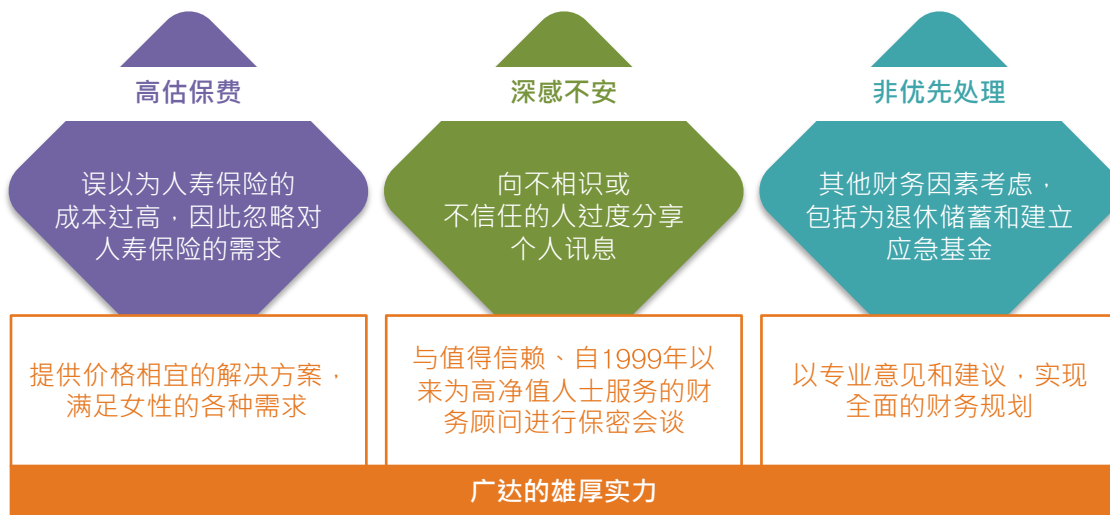 高估保费
误以为人寿保险的
成本过高，因此忽略对
人寿保险的需求
提供价格相宜的解决方案，
满足女性的各种需求
深感不安
向不相识或
不信任的人过度分享
个人讯息
与值得信赖、自1999年以
来为高净值人士服务的财
务顾问进行保密会谈
非优先处理
其他财务因素考虑，
包括为退休储蓄和建立
应急基金
以专业意见和建议，实现
全面的财务规划
广达的雄厚实力